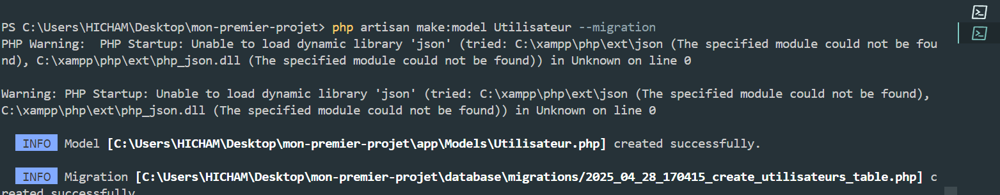 PS C:\Users\HICHAM\Desktop\mon-premier-projet> php artisan make:model Utilisateur --migration
PHP Warning:  PHP Startup: Unable to load dynamic library 'json' (tried: C:\xampp\php\ext\json (The specified module could not be fou
nd), C:\xampp\php\ext\php_json.dll (The specified module could not be found)) in Unknown on line 0
Warning: PHP Startup: Unable to load dynamic library 'json' (tried: C:\xampp\php\ext\json (The specified module could not be found),
C:\xampp\php\ext\php_json.dll (The specified module could not be found)) in Unknown on line 0
INFO  Model [C:\Users\HICHAM\Desktop\mon-premier-projet\app\Models\Utilisateur.php] created successfully.
INFO  Migration [C:\Users\HICHAM\Desktop\mon-premier-projet\database\migrations/2025_04_28_170415_create_utilisateurs_table.php] c
reated successfully